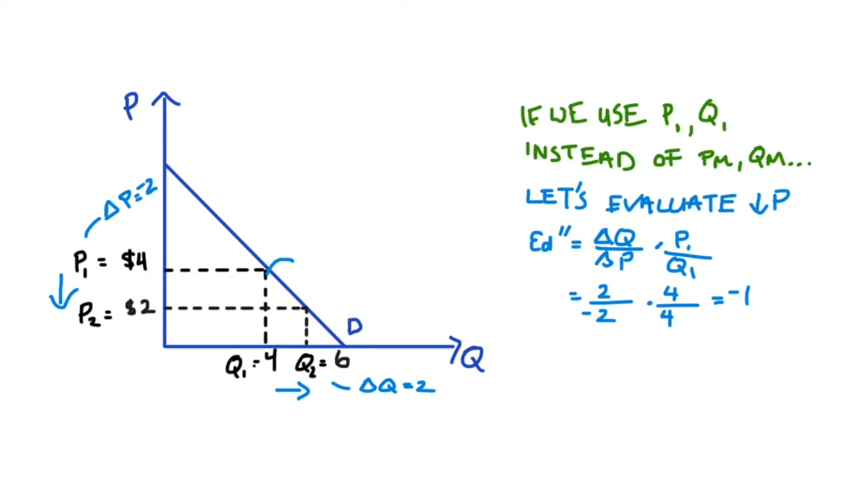 P
ΔP=-2
P₁ = $4
P₂ = $2
D
Q₁=4 Q₂=6
Q
ΔQ=2
IF WE USE P₁, Q₁
INSTEAD OF PM, QM...
LET'S EVALUATE ↓P
Ed" = ΔQ/ΔP · P₁/Q₁
= 2/-2 · 4/4 = -1